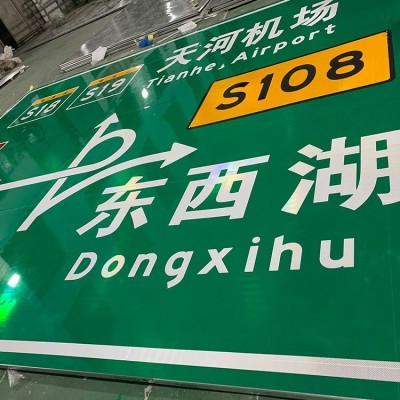 天河机场
Tianhe, Airport
S18 S19
S108
东西湖
Dongxihu